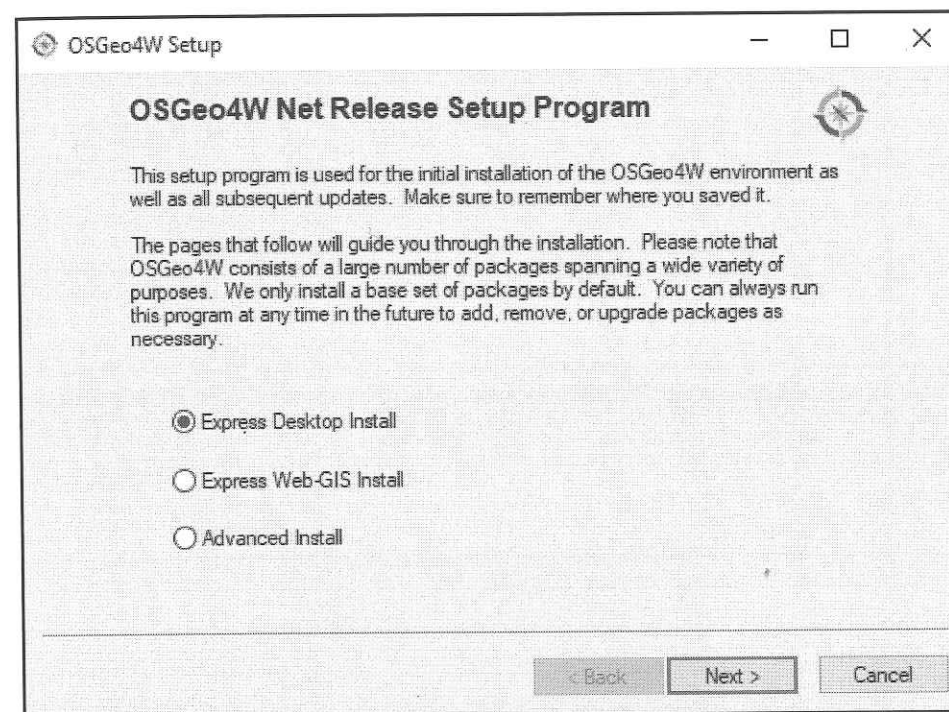 OSGeo4W Setup
OSGeo4W Net Release Setup Program
This setup program is used for the initial installation of the OSGeo4W environment as
well as all subsequent updates. Make sure to remember where you saved it.
The pages that follow will guide you through the installation. Please note that
OSGeo4W consists of a large number of packages spanning a wide variety of
purposes. We only install a base set of packages by default. You can always run
this program at any time in the future to add, remove, or upgrade packages as
necessary.
Express Desktop Install
Express Web-GIS Install
Advanced Install
< Back Next > Cancel